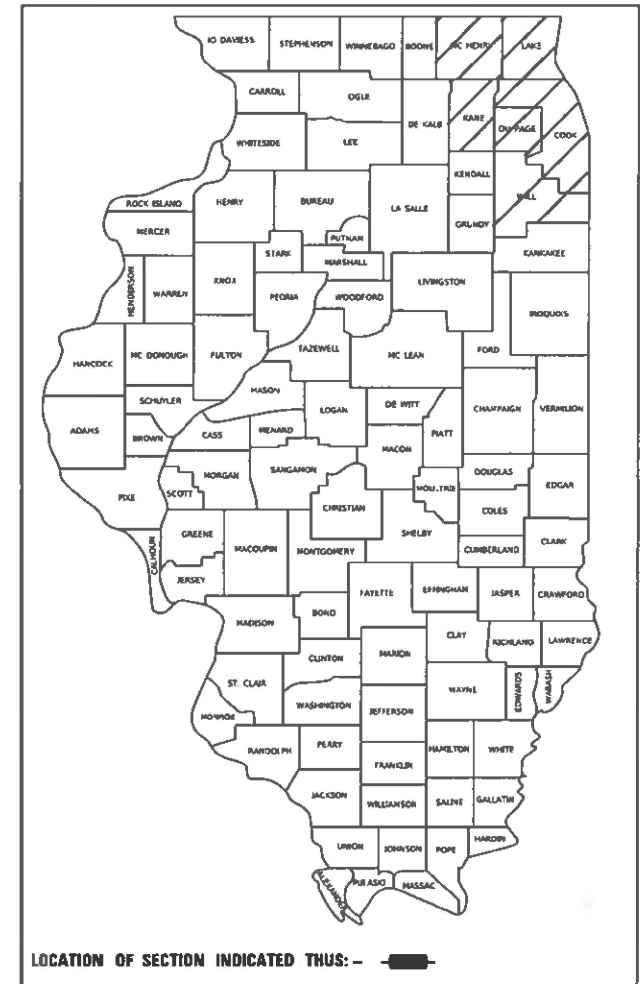 JO DAVIESS STEPHENSON WINNEBAGO BOONE MC HENRY LAKE
CARROLL OGLE DE KALB KANE DU PAGE COOK
WHITESIDE LEE
KENDALL WILL
ROCK ISLAND HENRY BUREAU LA SALLE GRUNDY
MERCER PUTNAM
STARK MARSHALL KANKAKEE
HENDERSON WARREN KNOX PEORIA WOODFORD LIVINGSTON
IROQUOIS
HANCOCK MC DONOUGH FULTON TAZEWELL MC LEAN FORD
MASON
SCHUYLER LOGAN DE WITT CHAMPAIGN VERMILION
ADAMS BROWN CASS MENARD PIATT
MACON
PIKE SCOTT MORGAN SANGAMON MOULTRIE DOUGLAS EDGAR
CHRISTIAN COLES
CALHOUN GREENE MACOUPIN MONTGOMERY SHELBY CUMBERLAND CLARK
JERSEY
FAYETTE EFFINGHAM JASPER CRAWFORD
MADISON BOND
CLAY RICHLAND LAWRENCE
CLINTON MARION
ST. CLAIR WAYNE EDWARDS WABASH
WASHINGTON JEFFERSON
MONROE
RANDOLPH PERRY HAMILTON WHITE
FRANKLIN
JACKSON WILLIAMSON SALINE GALLATIN
UNION JOHNSON POPE HARDIN
ALEXANDER PULASKI MASSAC
LOCATION OF SECTION INDICATED THUS: –